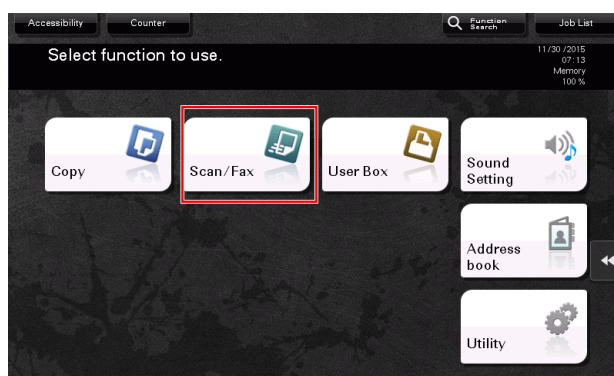 Accessibility
Counter
Function
Search
Job List
Select function to use.
11/30 /2015
07:13
Memory
100 %
Copy
Scan/Fax
User Box
Sound
Setting
Address
book
Utility